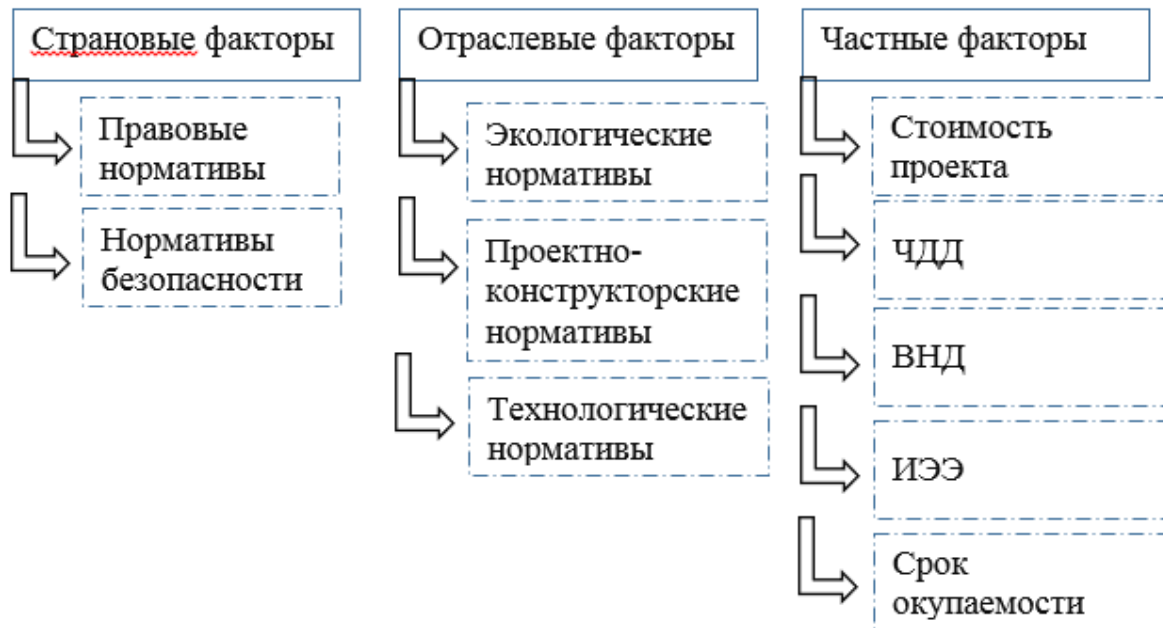 Страновые факторы
Правовые
нормативы
Нормативы
безопасности
Отраслевые факторы
Экологические
нормативы
Проектно-
конструкторские
нормативы
Технологические
нормативы
Частные факторы
Стоимость
проекта
ЧДД
ВНД
ИЭЭ
Срок
окупаемости